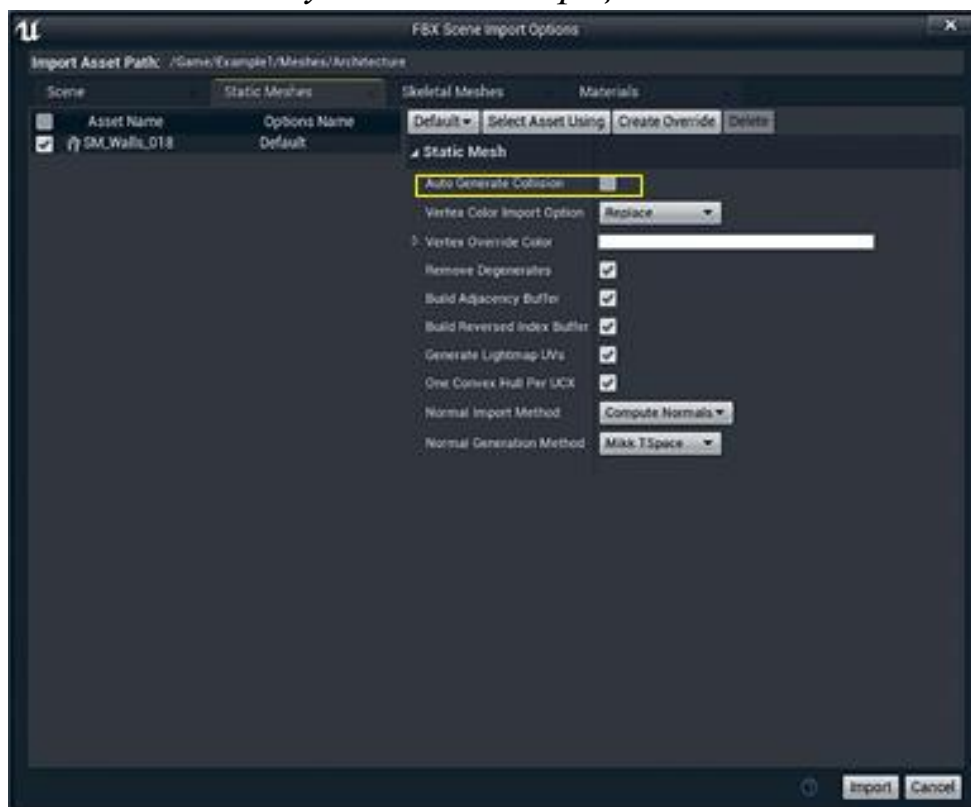 FBX Scene Import Options
Import Asset Path: /Game/Example1/Meshes/Architecture
Scene Static Meshes Skeletal Meshes Materials
Asset Name Options Name Default Select Asset Using Create Override Delete
SM_Walls_018 Default
Static Mesh
Auto Generate Collision
Vertex Color Import Option Replace
Vertex Override Color
Remove Degenerates
Build Adjacency Buffer
Build Reversed Index Buffer
Generate Lightmap UVs
One Convex Hull Per UCX
Normal Import Method Compute Normals
Normal Generation Method Mikk TSpace
Import Cancel